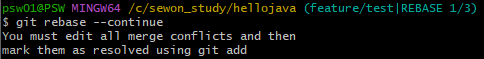 psw01@PSW MINGW64 /c/sewon_study/hellojava (feature/test|REBASE 1/3)
$ git rebase --continue
You must edit all merge conflicts and then
mark them as resolved using git add